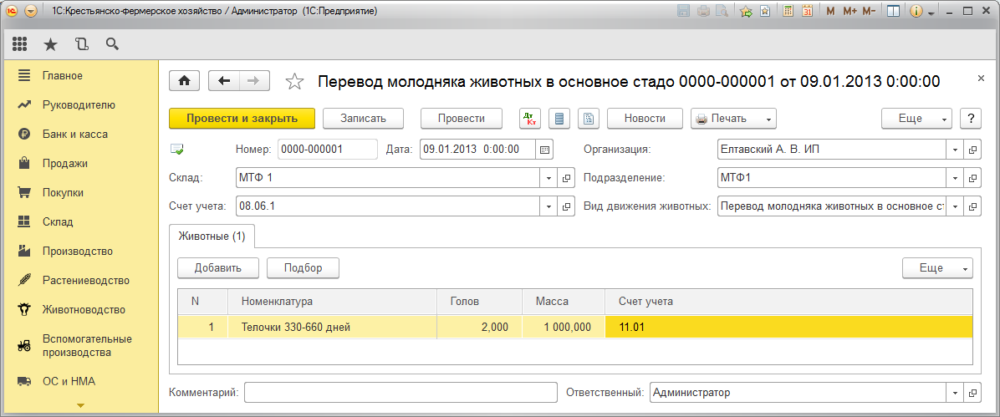 1С:Крестьянско-Фермерское хозяйство / Администратор (1С:Предприятие)
M M+ M-
Главное
Руководителю
Банк и касса
Продажи
Покупки
Склад
Производство
Растениеводство
Животноводство
Вспомогательные
производства
ОС и НМА
Перевод молодняка животных в основное стадо 0000-000001 от 09.01.2013 0:00:00
Провести и закрыть Записать Провести Дт Кт Новости Печать Еще ?
Номер: 0000-000001 Дата: 09.01.2013 0:00:00 Организация: Елтавский А. В. ИП
Склад: МТФ 1 Подразделение: МТФ1
Счет учета: 08.06.1 Вид движения животных: Перевод молодняка животных в основное ст
Животные (1)
Добавить Подбор Еще
N Номенклатура Голов Масса Счет учета
1 Телочки 330-660 дней 2,000 1 000,000 11.01
Комментарий: Ответственный: Администратор